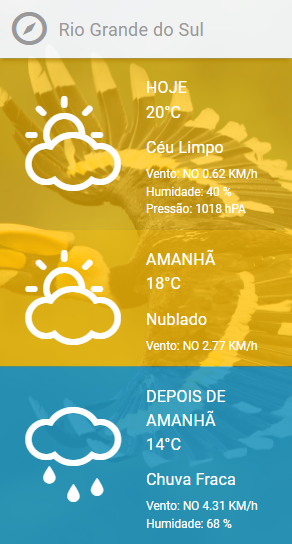 Rio Grande do Sul
HOJE
20°C
Céu Limpo
Vento: NO 0.62 KM/h
Humidade: 40 %
Pressão: 1018 hPA
AMANHÃ
18°C
Nublado
Vento: NO 2.77 KM/h
DEPOIS DE
AMANHÃ
14°C
Chuva Fraca
Vento: NO 4.31 KM/h
Humidade: 68 %